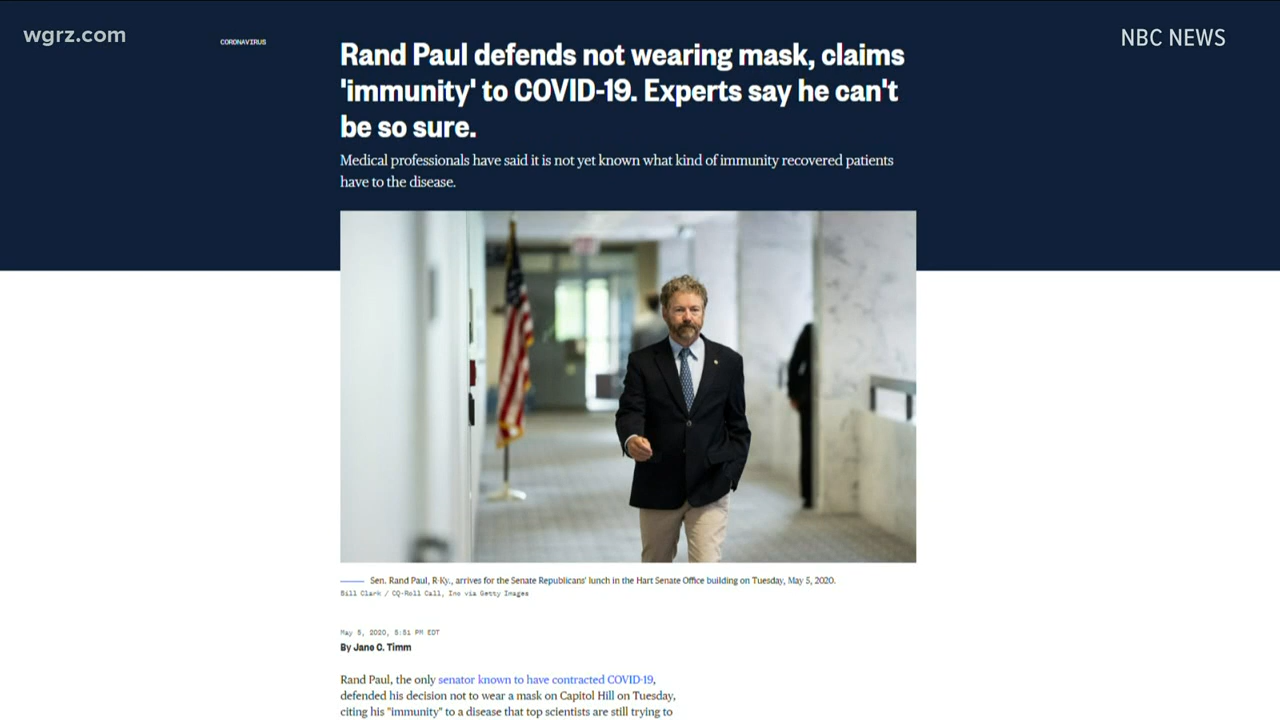 wgrz.com
NBC NEWS
CORONAVIRUS
Rand Paul defends not wearing mask, claims
'immunity' to COVID-19. Experts say he can't
be so sure.
Medical professionals have said it is not yet known what kind of immunity recovered patients
have to the disease.
Sen. Rand Paul, R-Ky., arrives for the Senate Republicans' lunch in the Hart Senate Office building on Tuesday, May 5, 2020.
Bill Clark / CQ-Roll Call, Inc via Getty Images
May 5, 2020, 5:51 PM EDT
By Jane C. Timm
Rand Paul, the only senator known to have contracted COVID-19,
defended his decision not to wear a mask on Capitol Hill on Tuesday,
citing his "immunity" to a disease that top scientists are still trying to